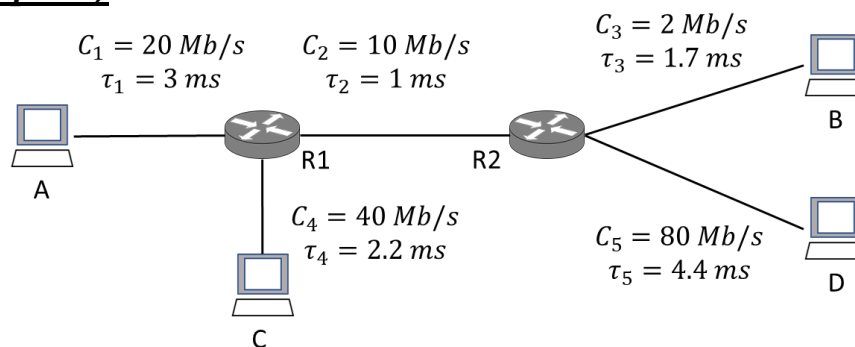 C₁ = 20 Mb/s
τ₁ = 3 ms
C₂ = 10 Mb/s
τ₂ = 1 ms
C₃ = 2 Mb/s
τ₃ = 1.7 ms
A
R1
R2
B
C₄ = 40 Mb/s
τ₄ = 2.2 ms
C₅ = 80 Mb/s
τ₅ = 4.4 ms
C
D